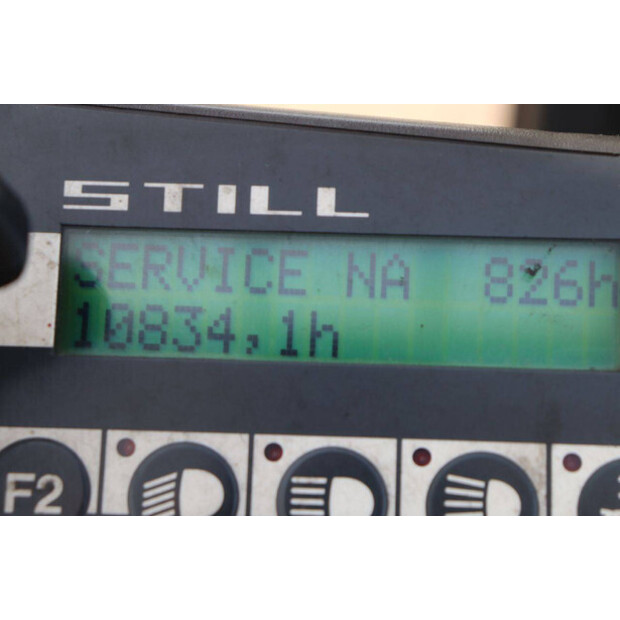 STILL
SERVICE NA 826h
10834,1h
F2